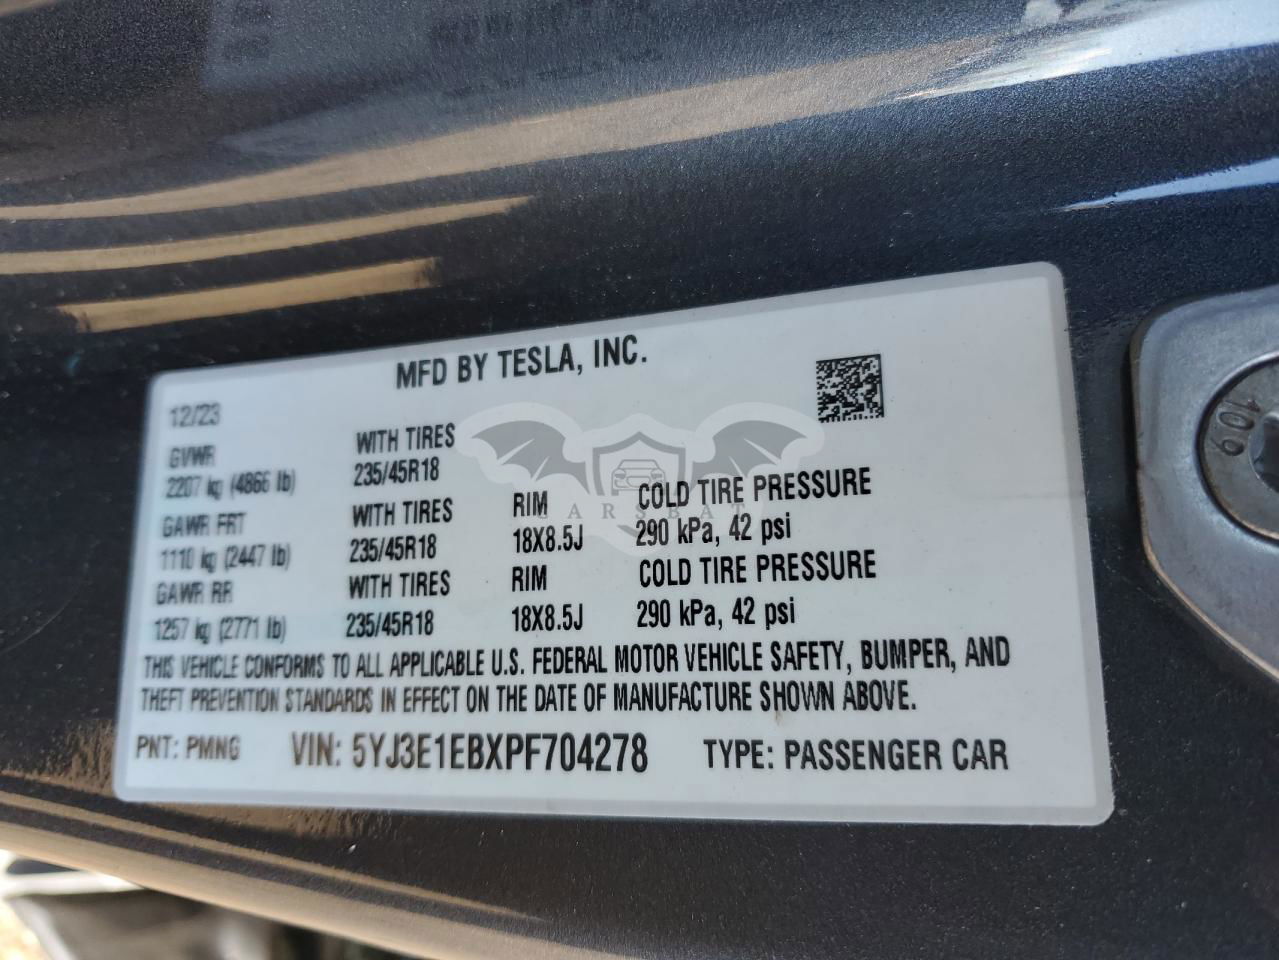 MFD BY TESLA, INC.
12/23
GVWR
2207 kg (4866 lb)
WITH TIRES
235/45R18
GAWR FRT
1110 kg (2447 lb)
WITH TIRES
235/45R18
RIM
18X8.5J
COLD TIRE PRESSURE
290 kPa, 42 psi
GAWR RR
1257 kg (2771 lb)
WITH TIRES
235/45R18
RIM
18X8.5J
COLD TIRE PRESSURE
290 kPa, 42 psi
THIS VEHICLE CONFORMS TO ALL APPLICABLE U.S. FEDERAL MOTOR VEHICLE SAFETY, BUMPER, AND
THEFT PREVENTION STANDARDS IN EFFECT ON THE DATE OF MANUFACTURE SHOWN ABOVE.
PNT: PMNG VIN: 5YJ3E1EBXPF704278 TYPE: PASSENGER CAR
CARSBAT
10.9